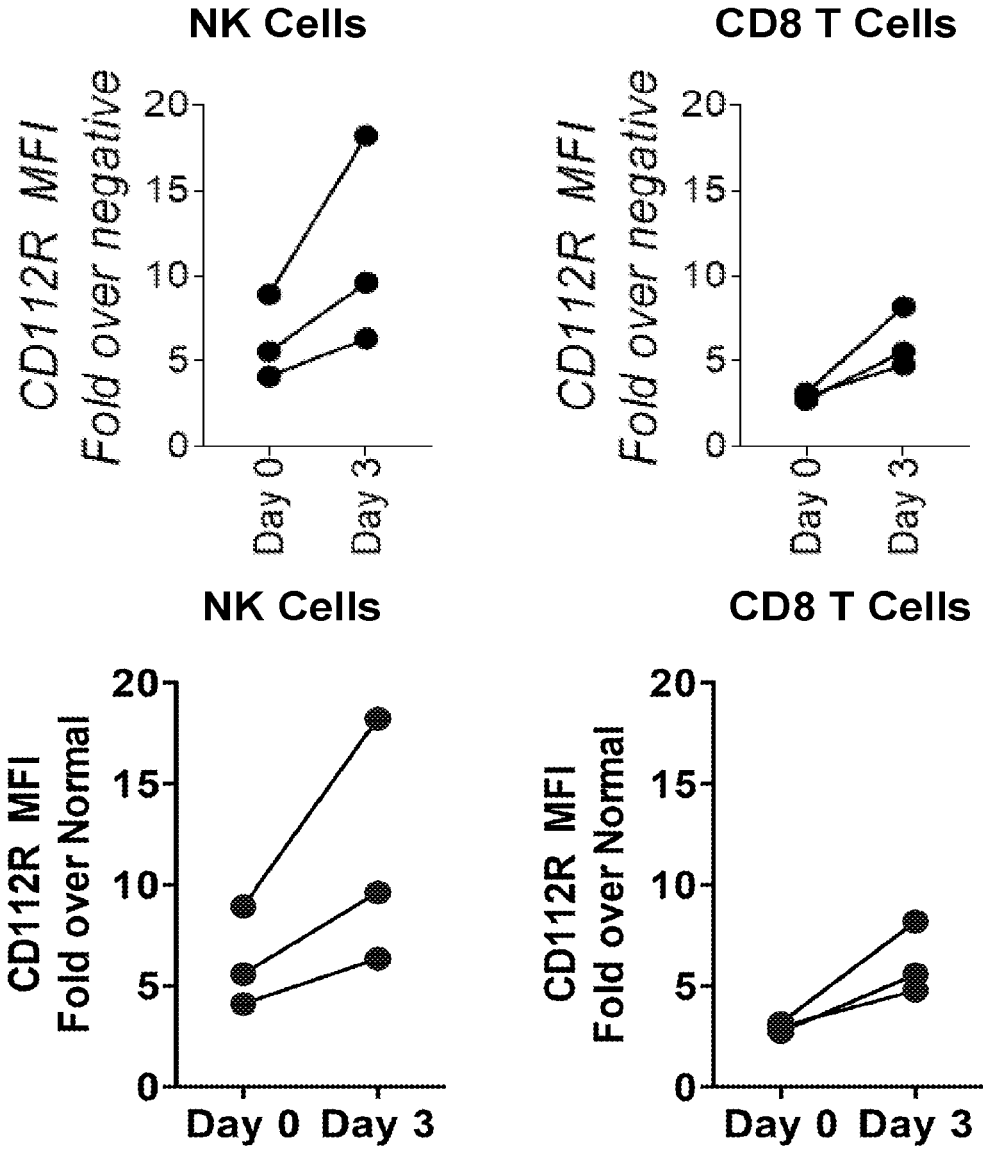 NK Cells
CD112R MFI
Fold over negative
20
15
10
5
0
Day 0
Day 3
CD8 T Cells
CD112R MFI
Fold over negative
20
15
10
5
0
Day 0
Day 3
NK Cells
CD112R MFI
Fold over Normal
20
15
10
5
0
Day 0 Day 3
CD8 T Cells
CD112R MFI
Fold over Normal
20
15
10
5
0
Day 0 Day 3